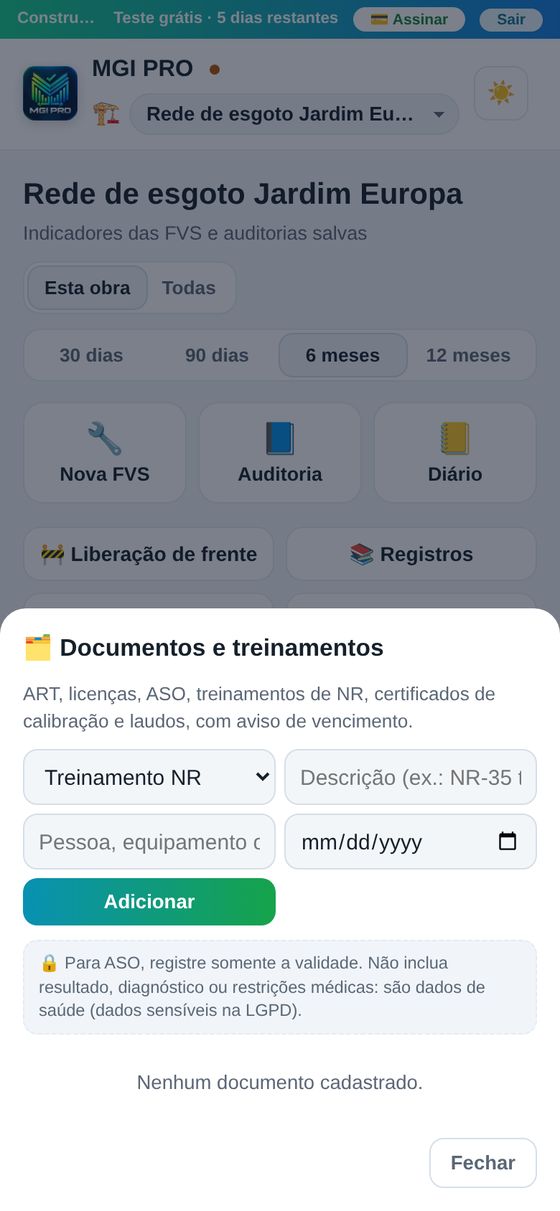 Constru…
Teste grátis · 5 dias restantes
💳 Assinar
Sair
MGI PRO
MGI PRO
Rede de esgoto Jardim Eu…
Rede de esgoto Jardim Europa
Indicadores das FVS e auditorias salvas
Esta obra
Todas
30 dias
90 dias
6 meses
12 meses
Nova FVS
Auditoria
Diário
🚧 Liberação de frente
📚 Registros
🗂️ Documentos e treinamentos
ART, licenças, ASO, treinamentos de NR, certificados de
calibração e laudos, com aviso de vencimento.
Treinamento NR
Descrição (ex.: NR-35 t
Pessoa, equipamento c
mm/dd/yyyy
Adicionar
🔒 Para ASO, registre somente a validade. Não inclua
resultado, diagnóstico ou restrições médicas: são dados de
saúde (dados sensíveis na LGPD).
Nenhum documento cadastrado.
Fechar